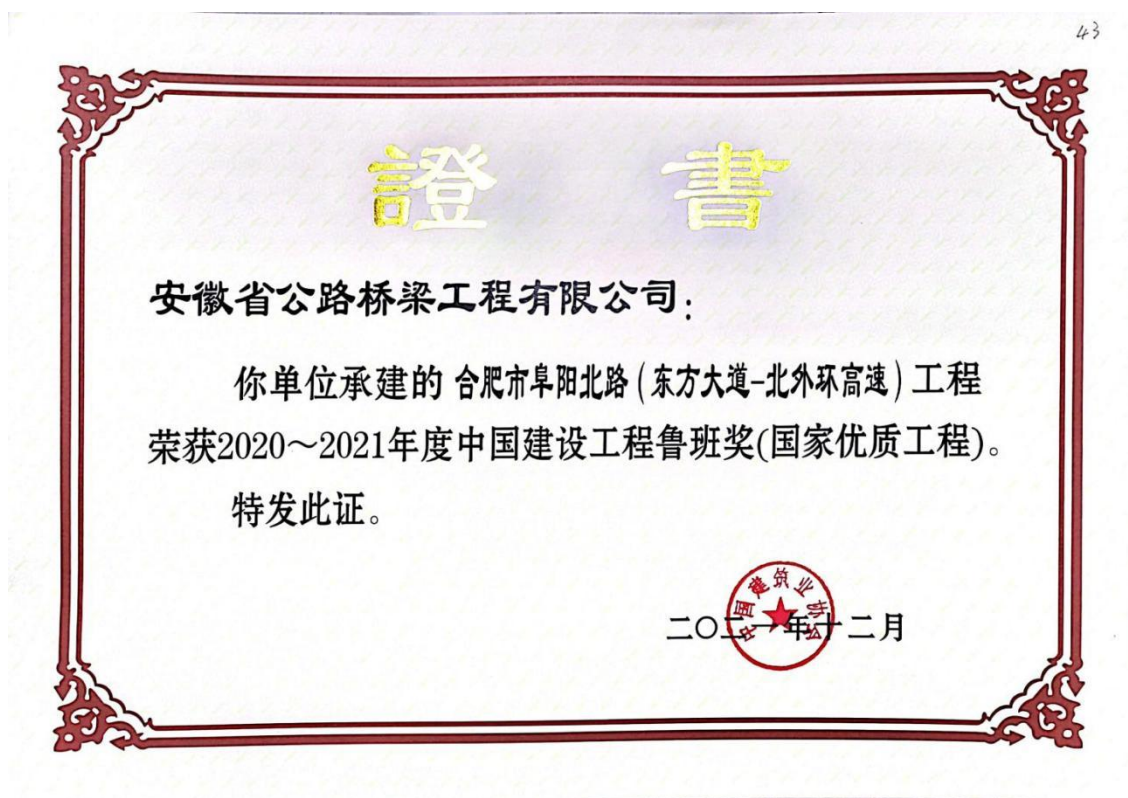 43
證 書
安徽省公路桥梁工程有限公司：
你单位承建的 合肥市阜阳北路（东方大道-北外环高速）工程
荣获2020～2021年度中国建设工程鲁班奖(国家优质工程)。
特发此证。
中国建筑业协会
二〇二一年十二月